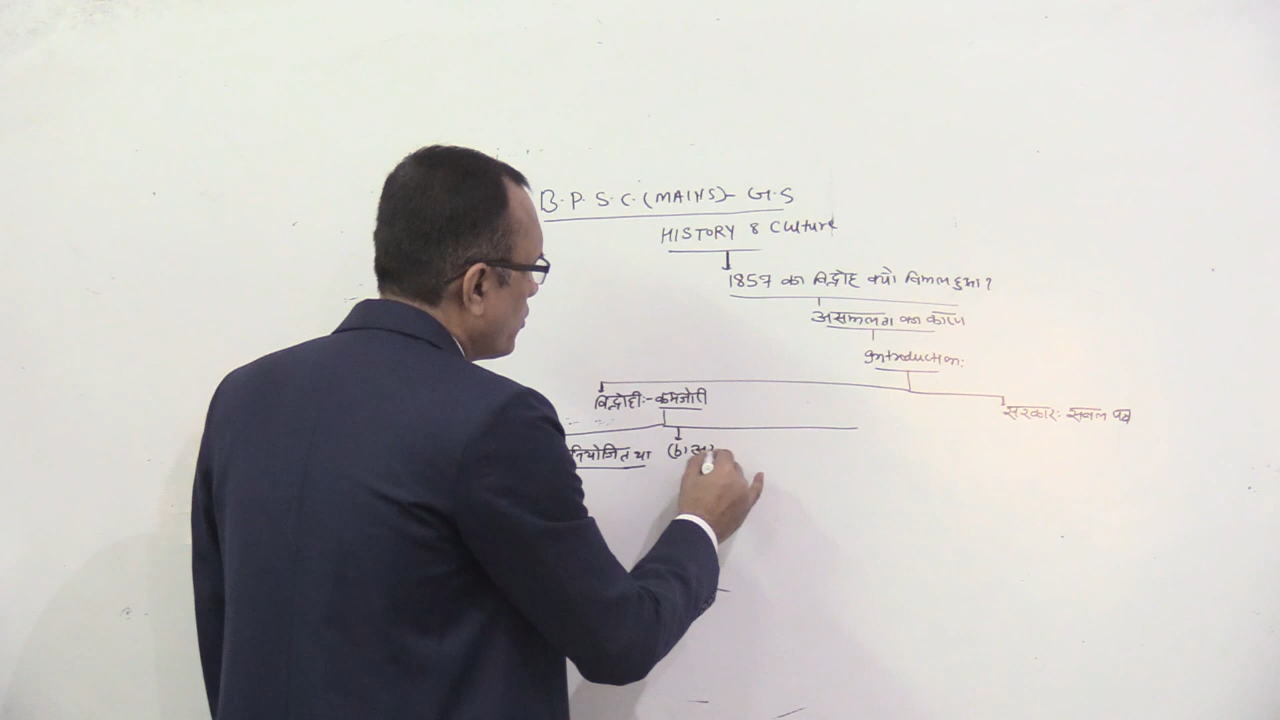 B.P.S.C.(MAINS)- G.S
HISTORY & Culture
1857 का विद्रोह क्यों विफल हुआ?
असफलता का कारण
Introduction:
विद्रोही:- कमजोरी
सरकार: सबल पक्ष
नियोजित था (b)